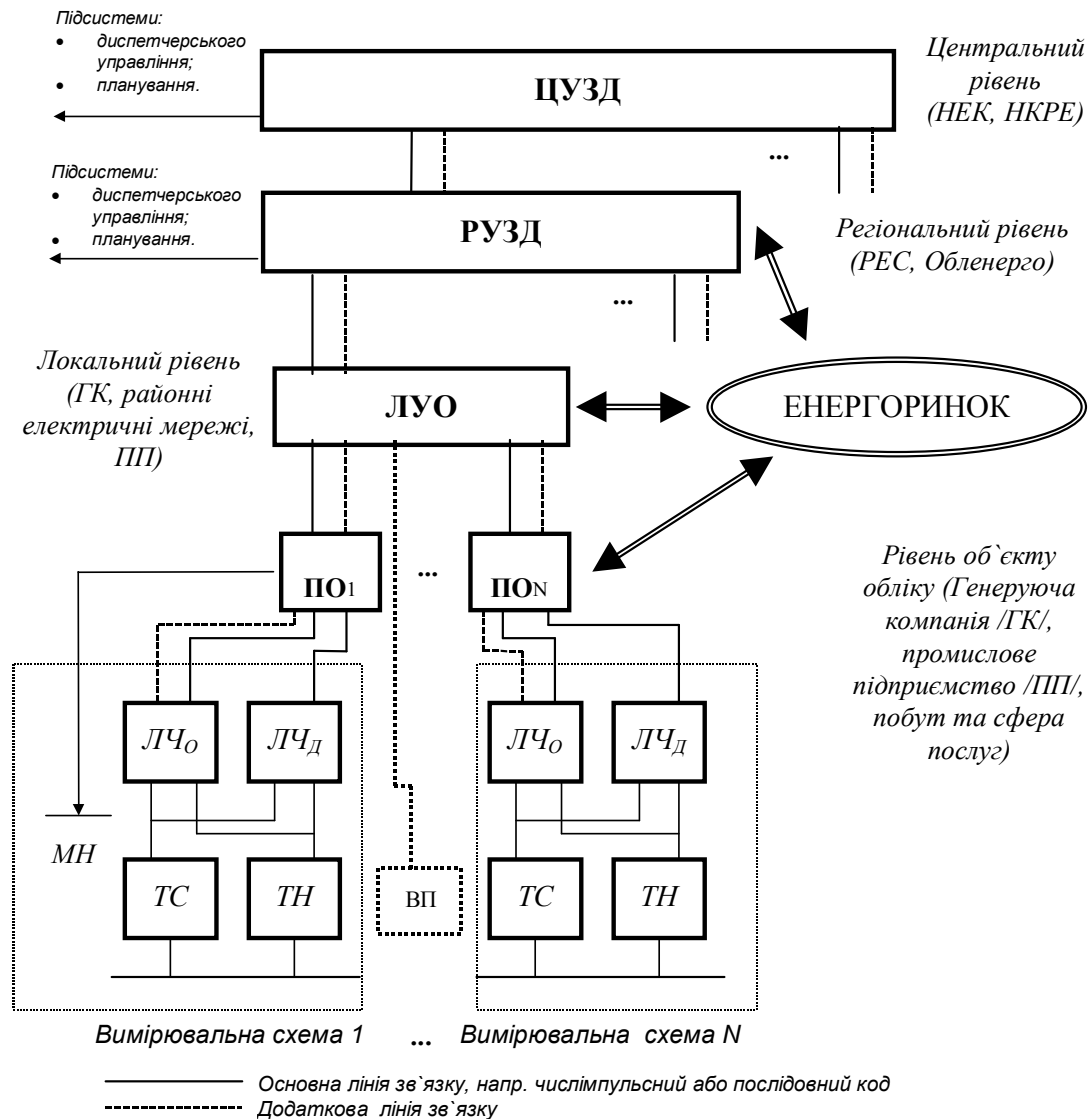 Підсистеми:
• диспетчерського
управління;
• планування.
ЦУЗД
Центральний
рівень
(НЕК, НКРЕ)
...
Підсистеми:
• диспетчерського
управління;
• планування.
РУЗД
Регіональний рівень
(РЕС, Обленерго)
...
Локальний рівень
(ГК, районні
електричні мережі,
ПП)
ЛУО
ЕНЕРГОРИНОК
ПО1
...
ПОN
Рівень об`єкту
обліку (Генеруюча
компанія /ГК/,
промислове
підприємство /ПП/,
побут та сфера
послуг)
ЛЧО
ЛЧД
ЛЧО
ЛЧД
МН
ТС
ТН
ВП
ТС
ТН
Вимірювальна схема 1 ... Вимірювальна схема N
Основна лінія зв`язку, напр. числімпульсний або послідовний код
Додаткова лінія зв`язку